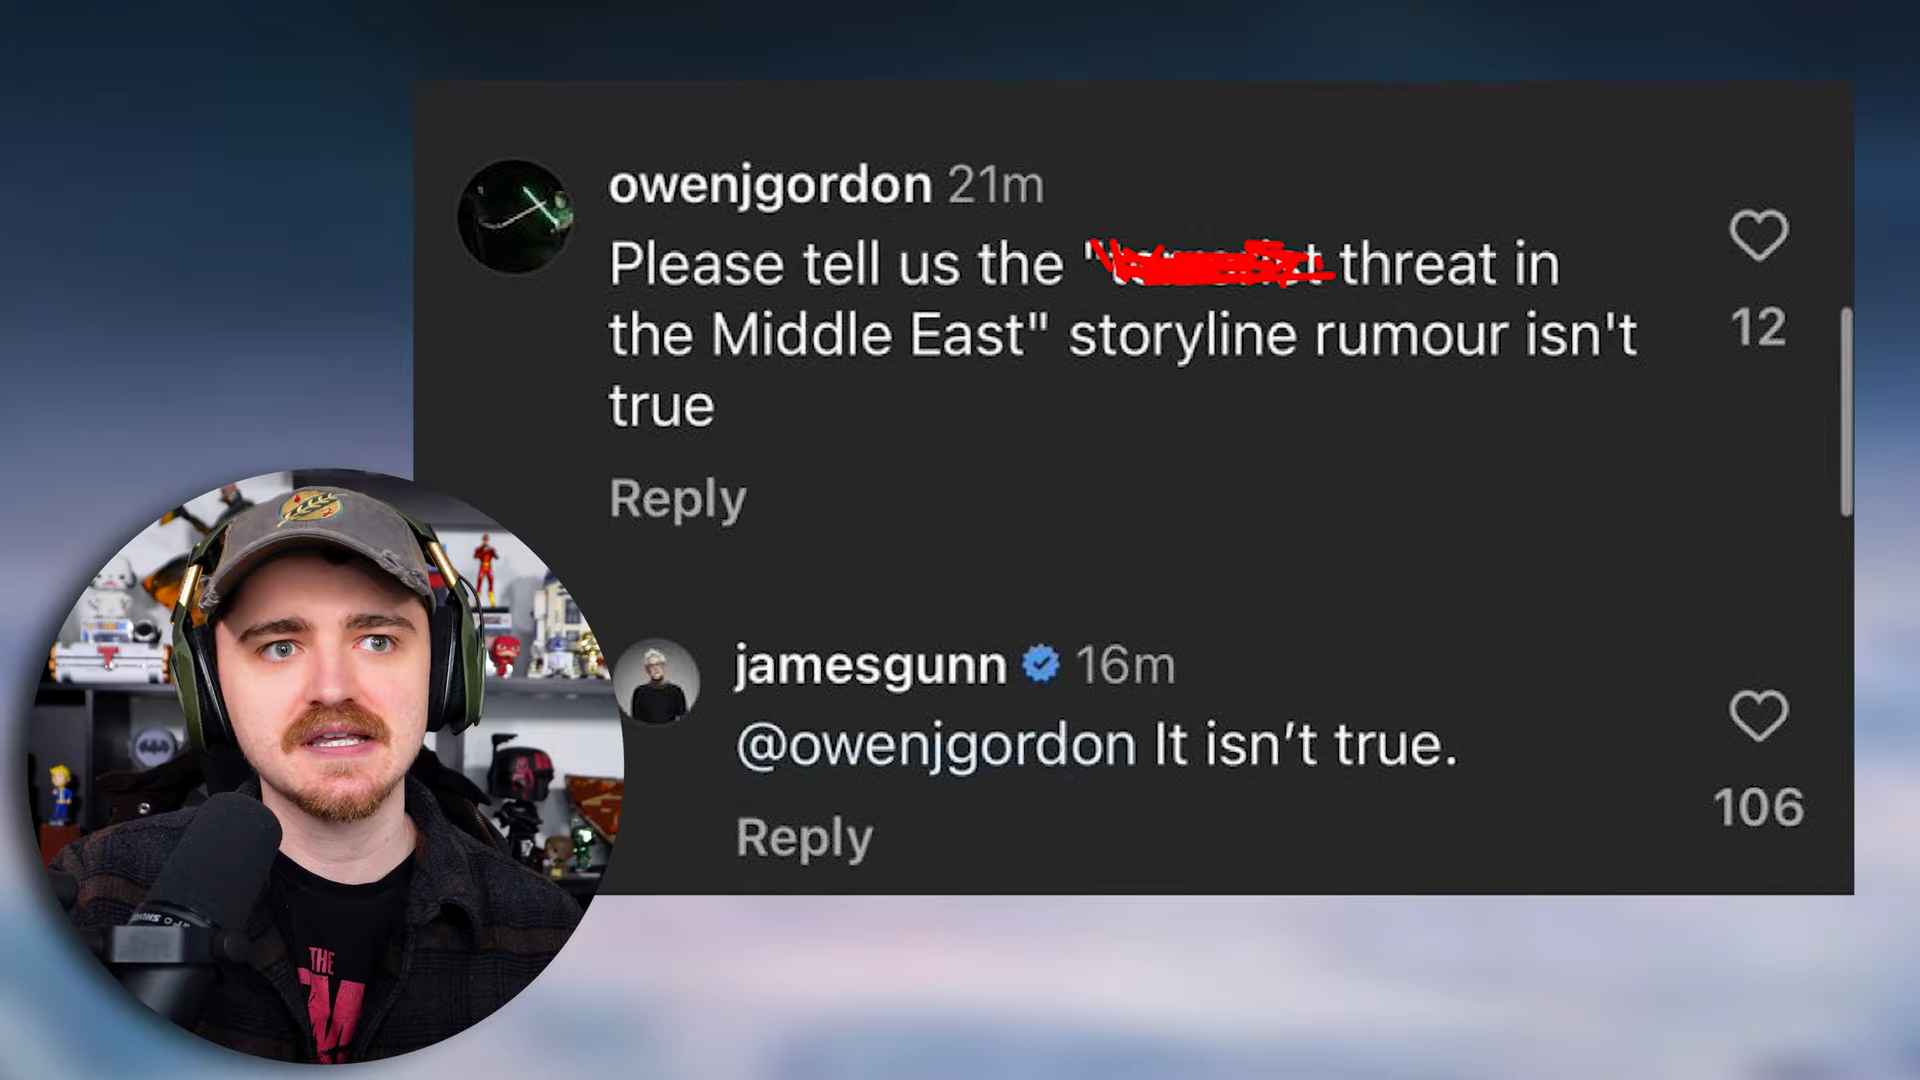 owenjgordon 21m
Please tell us the " threat in
the Middle East" storyline rumour isn't
true
12
Reply
jamesgunn 16m
@owenjgordon It isn’t true.
106
Reply
THE